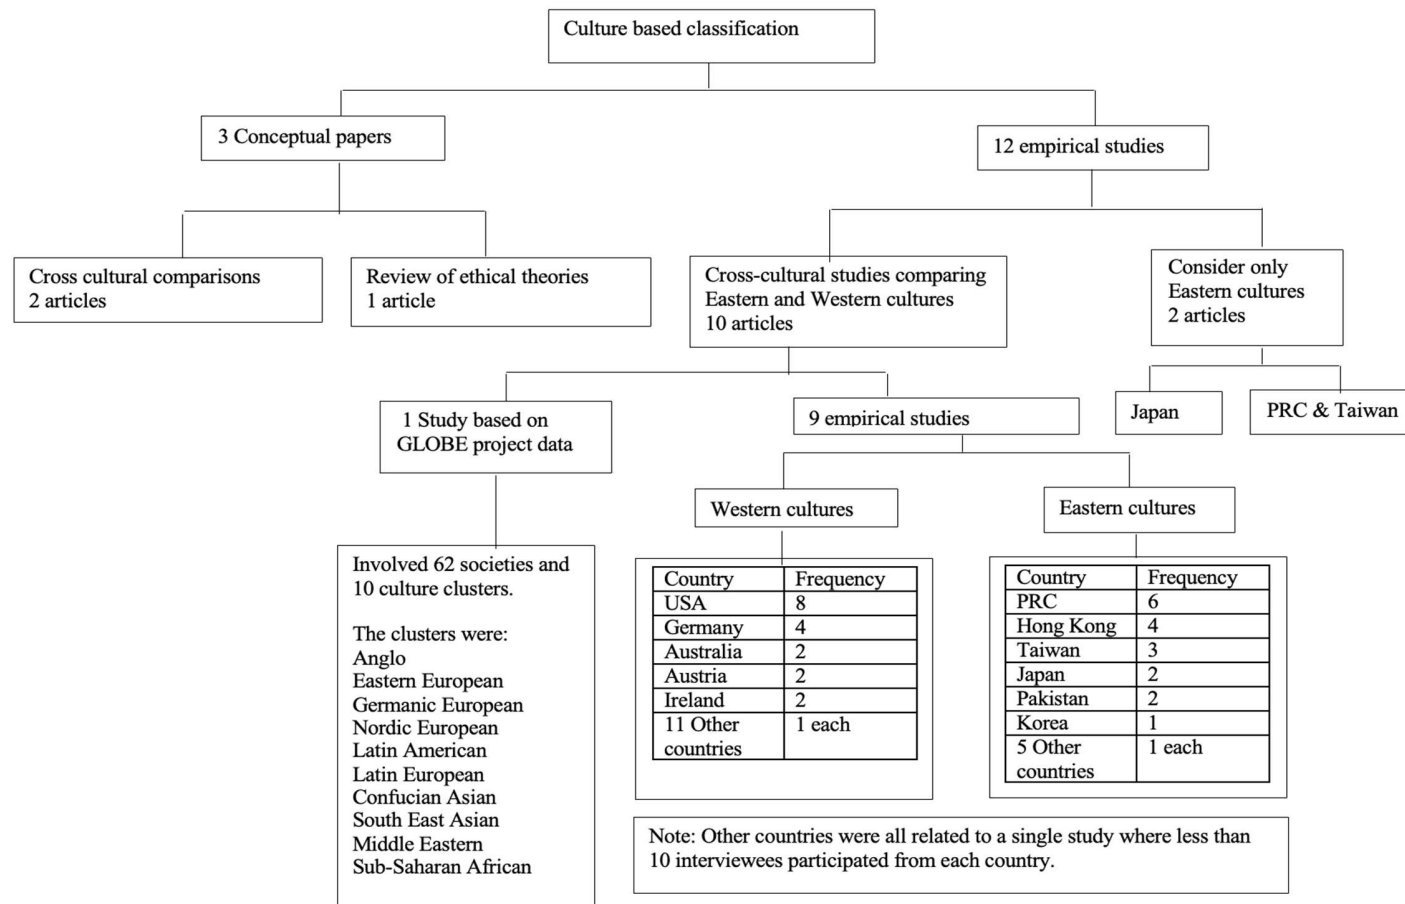 Culture based classification
3 Conceptual papers
12 empirical studies
Cross cultural comparisons
2 articles
Review of ethical theories
1 article
Cross-cultural studies comparing
Eastern and Western cultures
10 articles
Consider only
Eastern cultures
2 articles
1 Study based on
GLOBE project data
9 empirical studies
Japan
PRC & Taiwan
Western cultures
Eastern cultures
Involved 62 societies and
10 culture clusters.
The clusters were:
Anglo
Eastern European
Germanic European
Nordic European
Latin American
Latin European
Confucian Asian
South East Asian
Middle Eastern
Sub-Saharan African
Country Frequency
USA 8
Germany 4
Australia 2
Austria 2
Ireland 2
11 Other 1 each
countries
Country Frequency
PRC 6
Hong Kong 4
Taiwan 3
Japan 2
Pakistan 2
Korea 1
5 Other 1 each
countries
Note: Other countries were all related to a single study where less than
10 interviewees participated from each country.